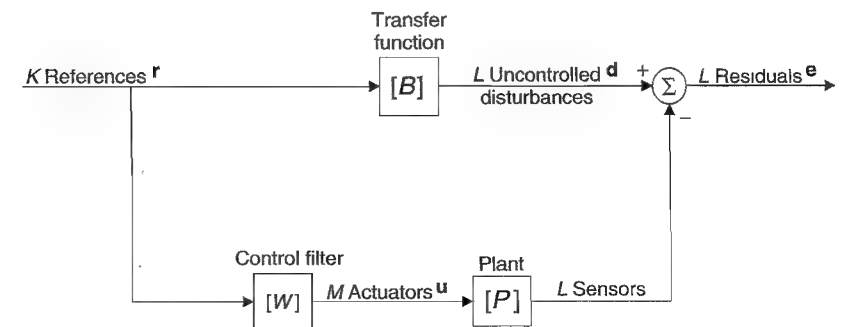 Transfer
function
K References r
[B]
L Uncontrolled d
disturbances
+
Σ
L Residuals e
−
Control filter
[W]
M Actuators u
Plant
[P]
L Sensors